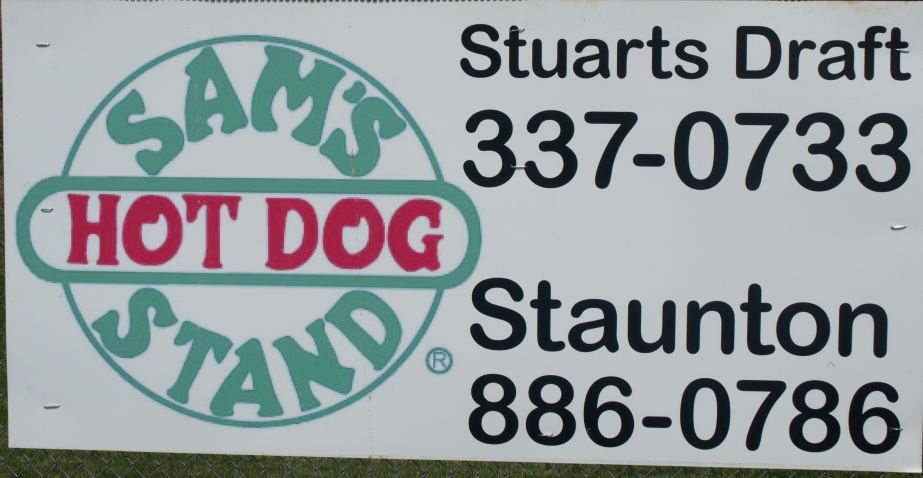 SAM'S
HOT DOG
STAND
®
Stuarts Draft
337-0733
Staunton
886-0786